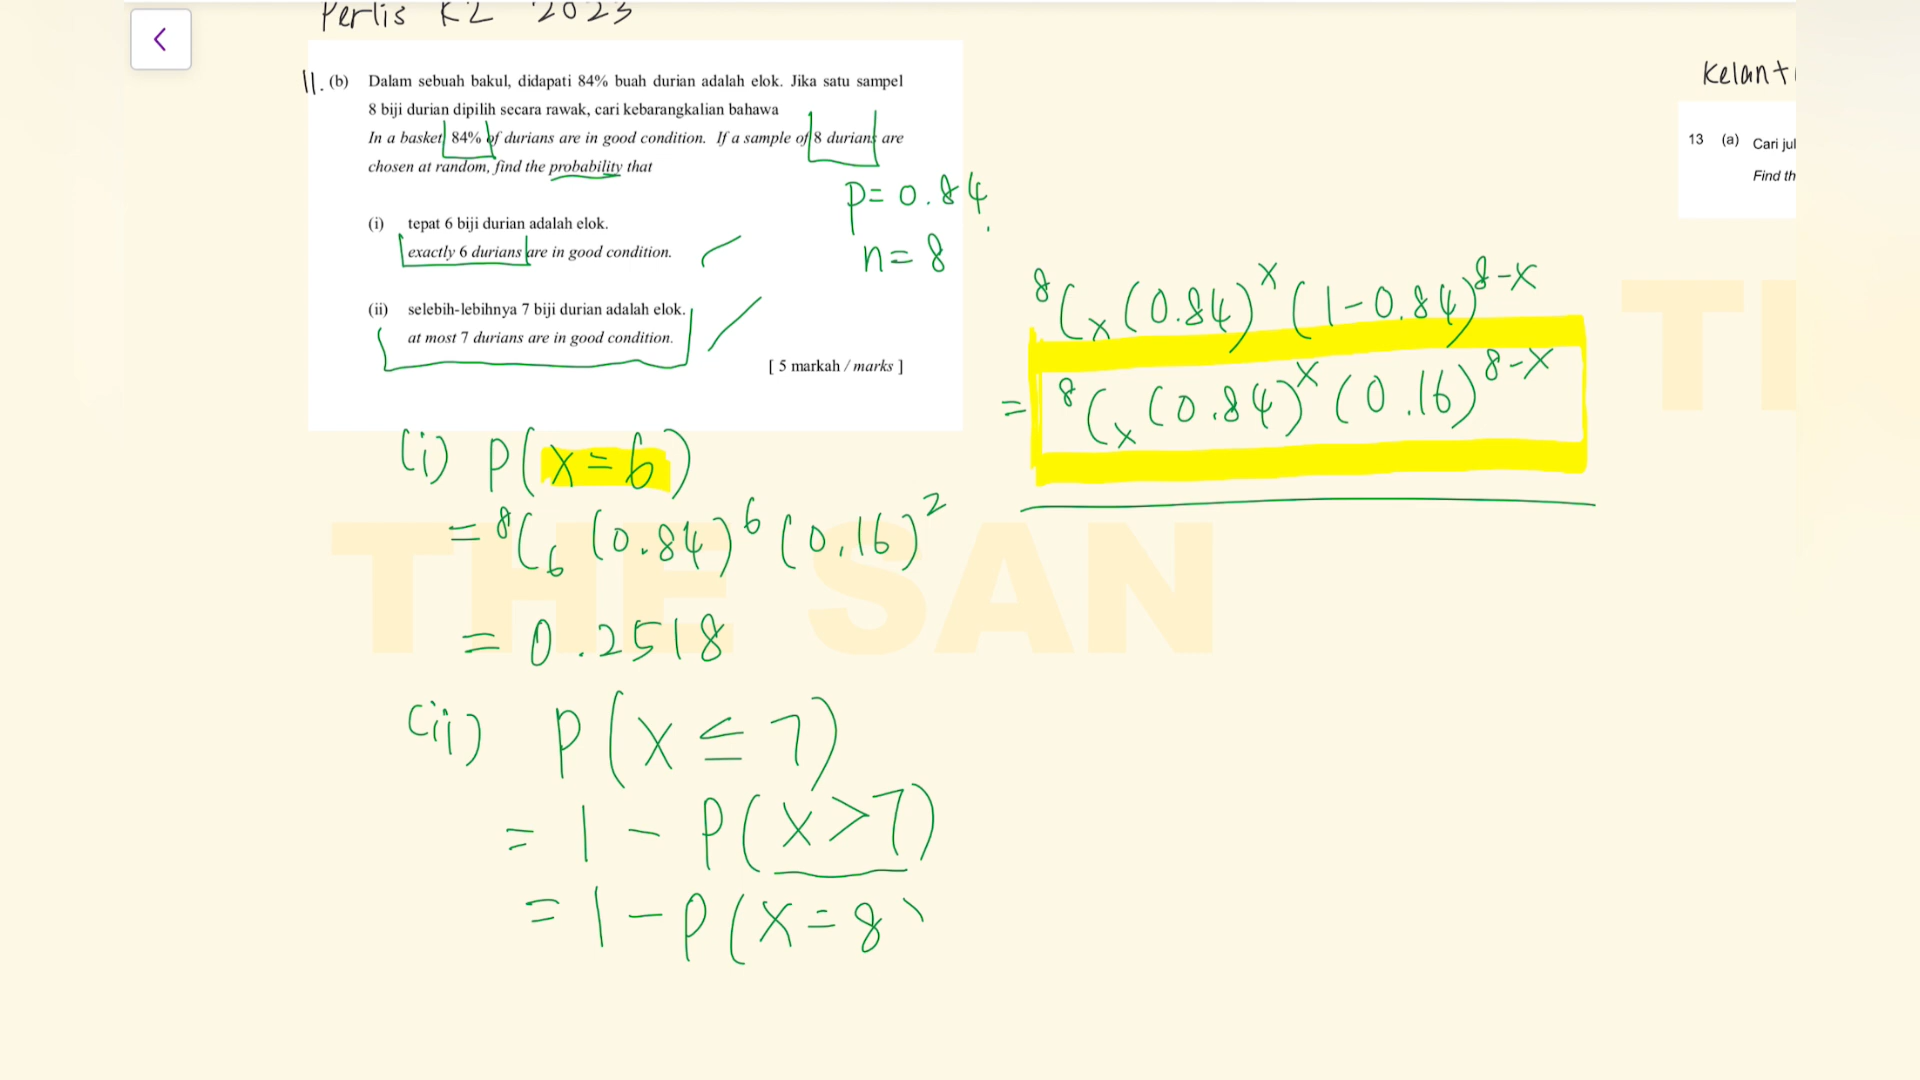 Perlis K2 2023
11. (b) Dalam sebuah bakul, didapati 84% buah durian adalah elok. Jika satu sampel
8 biji durian dipilih secara rawak, cari kebarangkalian bahawa
In a basket 84% of durians are in good condition. If a sample of 8 durians are
chosen at random, find the probability that
(i) tepat 6 biji durian adalah elok.
exactly 6 durians are in good condition.
(ii) selebih-lebihnya 7 biji durian adalah elok.
at most 7 durians are in good condition.
[ 5 markah / marks ]
p = 0.84
n = 8
⁸Cₓ (0.84)ˣ (1-0.84)⁸⁻ˣ
= ⁸Cₓ (0.84)ˣ (0.16)⁸⁻ˣ
(i) P(X=6)
= ⁸C₆ (0.84)⁶ (0.16)²
= 0.2518
(ii) P(X ≤ 7)
= 1 - P(X>7)
= 1 - P(X=8)
THE SAN
Kelant
13 (a) Cari jul
Find th
T